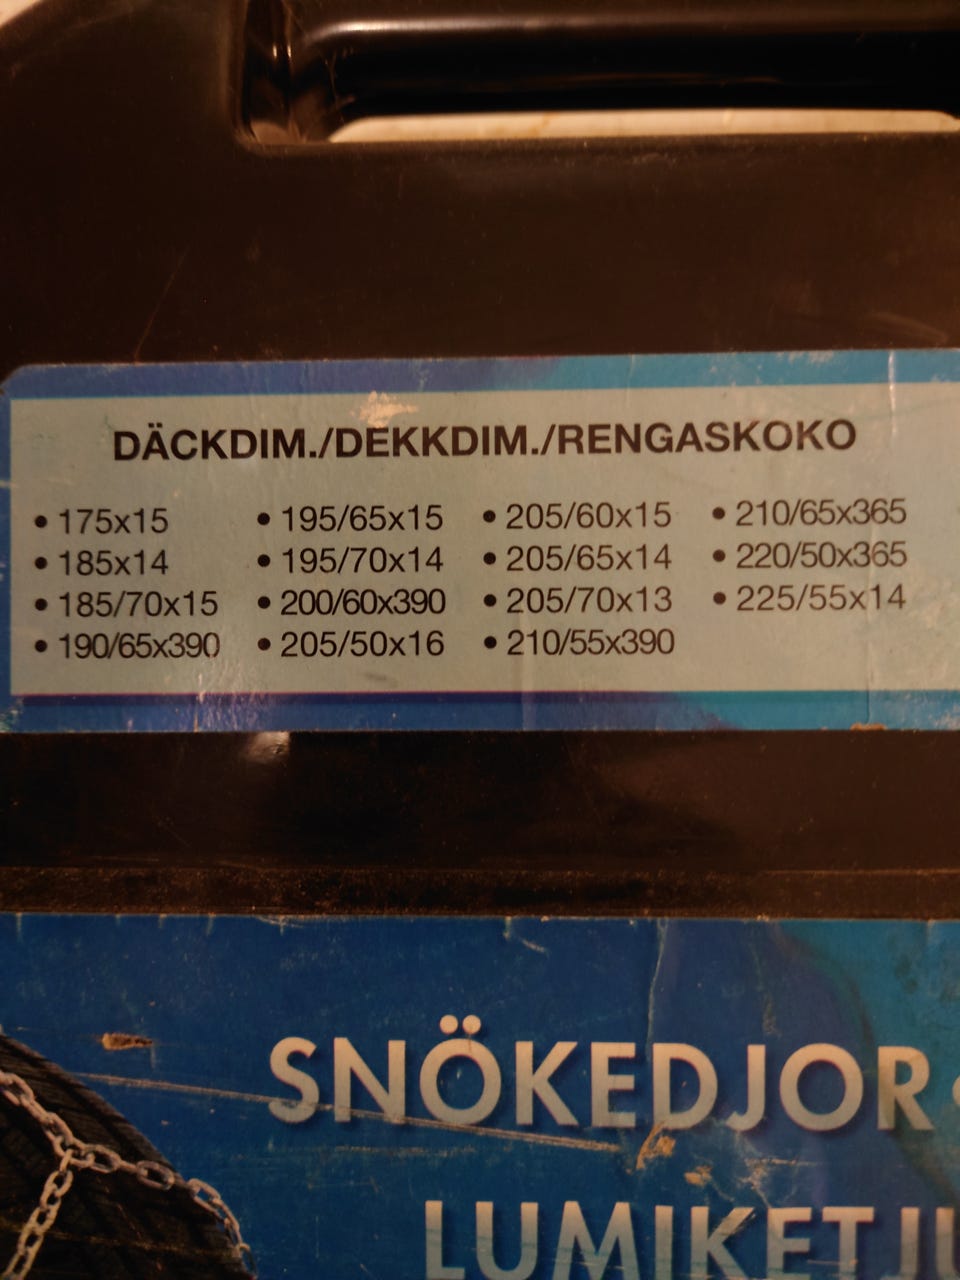 DÄCKDIM./DEKKDIM./RENGASKOKO
• 175x15 • 195/65x15 • 205/60x15 • 210/65x365
• 185x14 • 195/70x14 • 205/65x14 • 220/50x365
• 185/70x15 • 200/60x390 • 205/70x13 • 225/55x14
• 190/65x390 • 205/50x16 • 210/55x390
SNÖKEDJOR